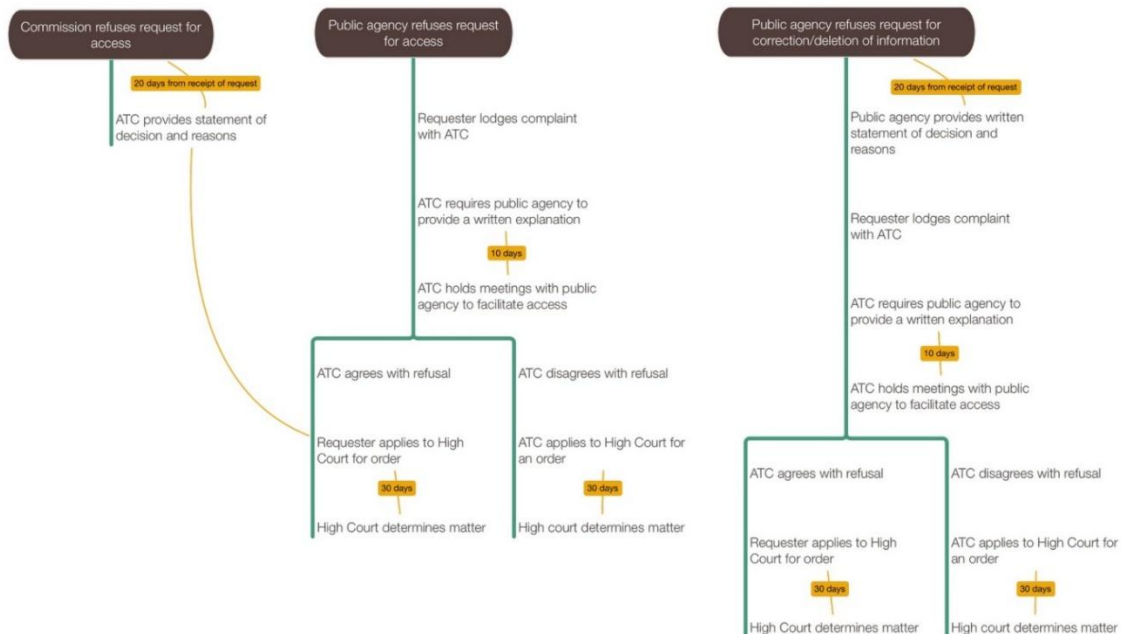 Commission refuses request for
access
20 days from receipt of request
ATC provides statement of
decision and reasons
Public agency refuses request
for access
Requester lodges complaint
with ATC
ATC requires public agency to
provide a written explanation
10 days
ATC holds meetings with public
agency to facilitate access
ATC agrees with refusal
Requester applies to High
Court for order
30 days
High Court determines matter
ATC disagrees with refusal
ATC applies to High Court for
an order
30 days
High court determines matter
Public agency refuses request for
correction/deletion of information
20 days from receipt of request
Public agency provides written
statement of decision and
reasons
Requester lodges complaint
with ATC
ATC requires public agency to
provide a written explanation
10 days
ATC holds meetings with public
agency to facilitate access
ATC agrees with refusal
Requester applies to High
Court for order
30 days
High Court determines matter
ATC disagrees with refusal
ATC applies to High Court for
an order
30 days
High court determines matter